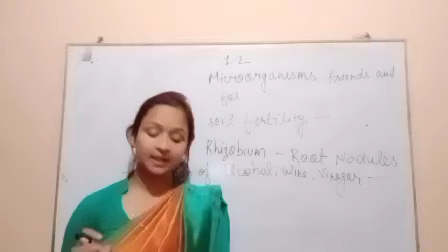 1.2
Microorganisms Friends and
foe
soil fertility -
Rhizobium - Root Nodules
of Alcohol, Wine, Vinegar -